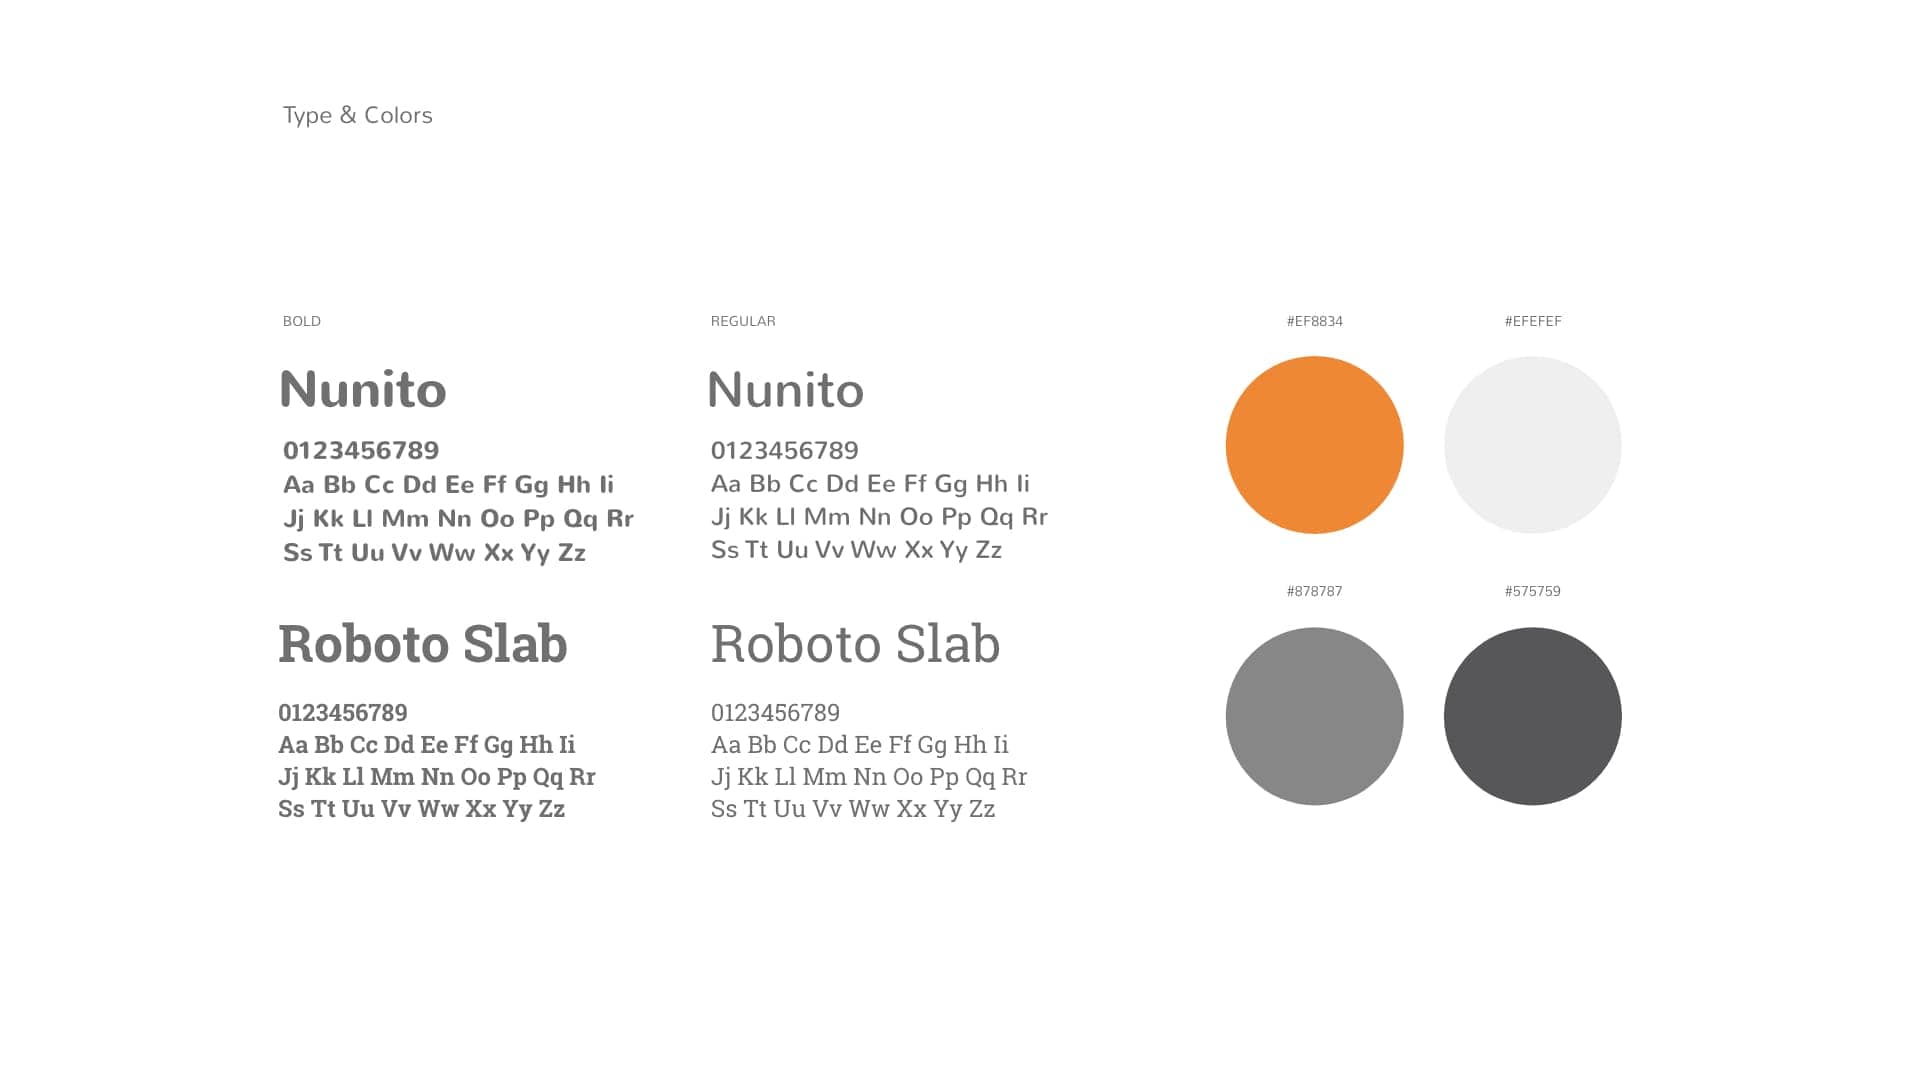 Type & Colors
BOLD
Nunito
0123456789
Aa Bb Cc Dd Ee Ff Gg Hh Ii
Jj Kk Ll Mm Nn Oo Pp Qq Rr
Ss Tt Uu Vv Ww Xx Yy Zz
Roboto Slab
0123456789
Aa Bb Cc Dd Ee Ff Gg Hh Ii
Jj Kk Ll Mm Nn Oo Pp Qq Rr
Ss Tt Uu Vv Ww Xx Yy Zz
REGULAR
Nunito
0123456789
Aa Bb Cc Dd Ee Ff Gg Hh Ii
Jj Kk Ll Mm Nn Oo Pp Qq Rr
Ss Tt Uu Vv Ww Xx Yy Zz
Roboto Slab
0123456789
Aa Bb Cc Dd Ee Ff Gg Hh Ii
Jj Kk Ll Mm Nn Oo Pp Qq Rr
Ss Tt Uu Vv Ww Xx Yy Zz
#EF8834
#EFEFEF
#878787
#575759